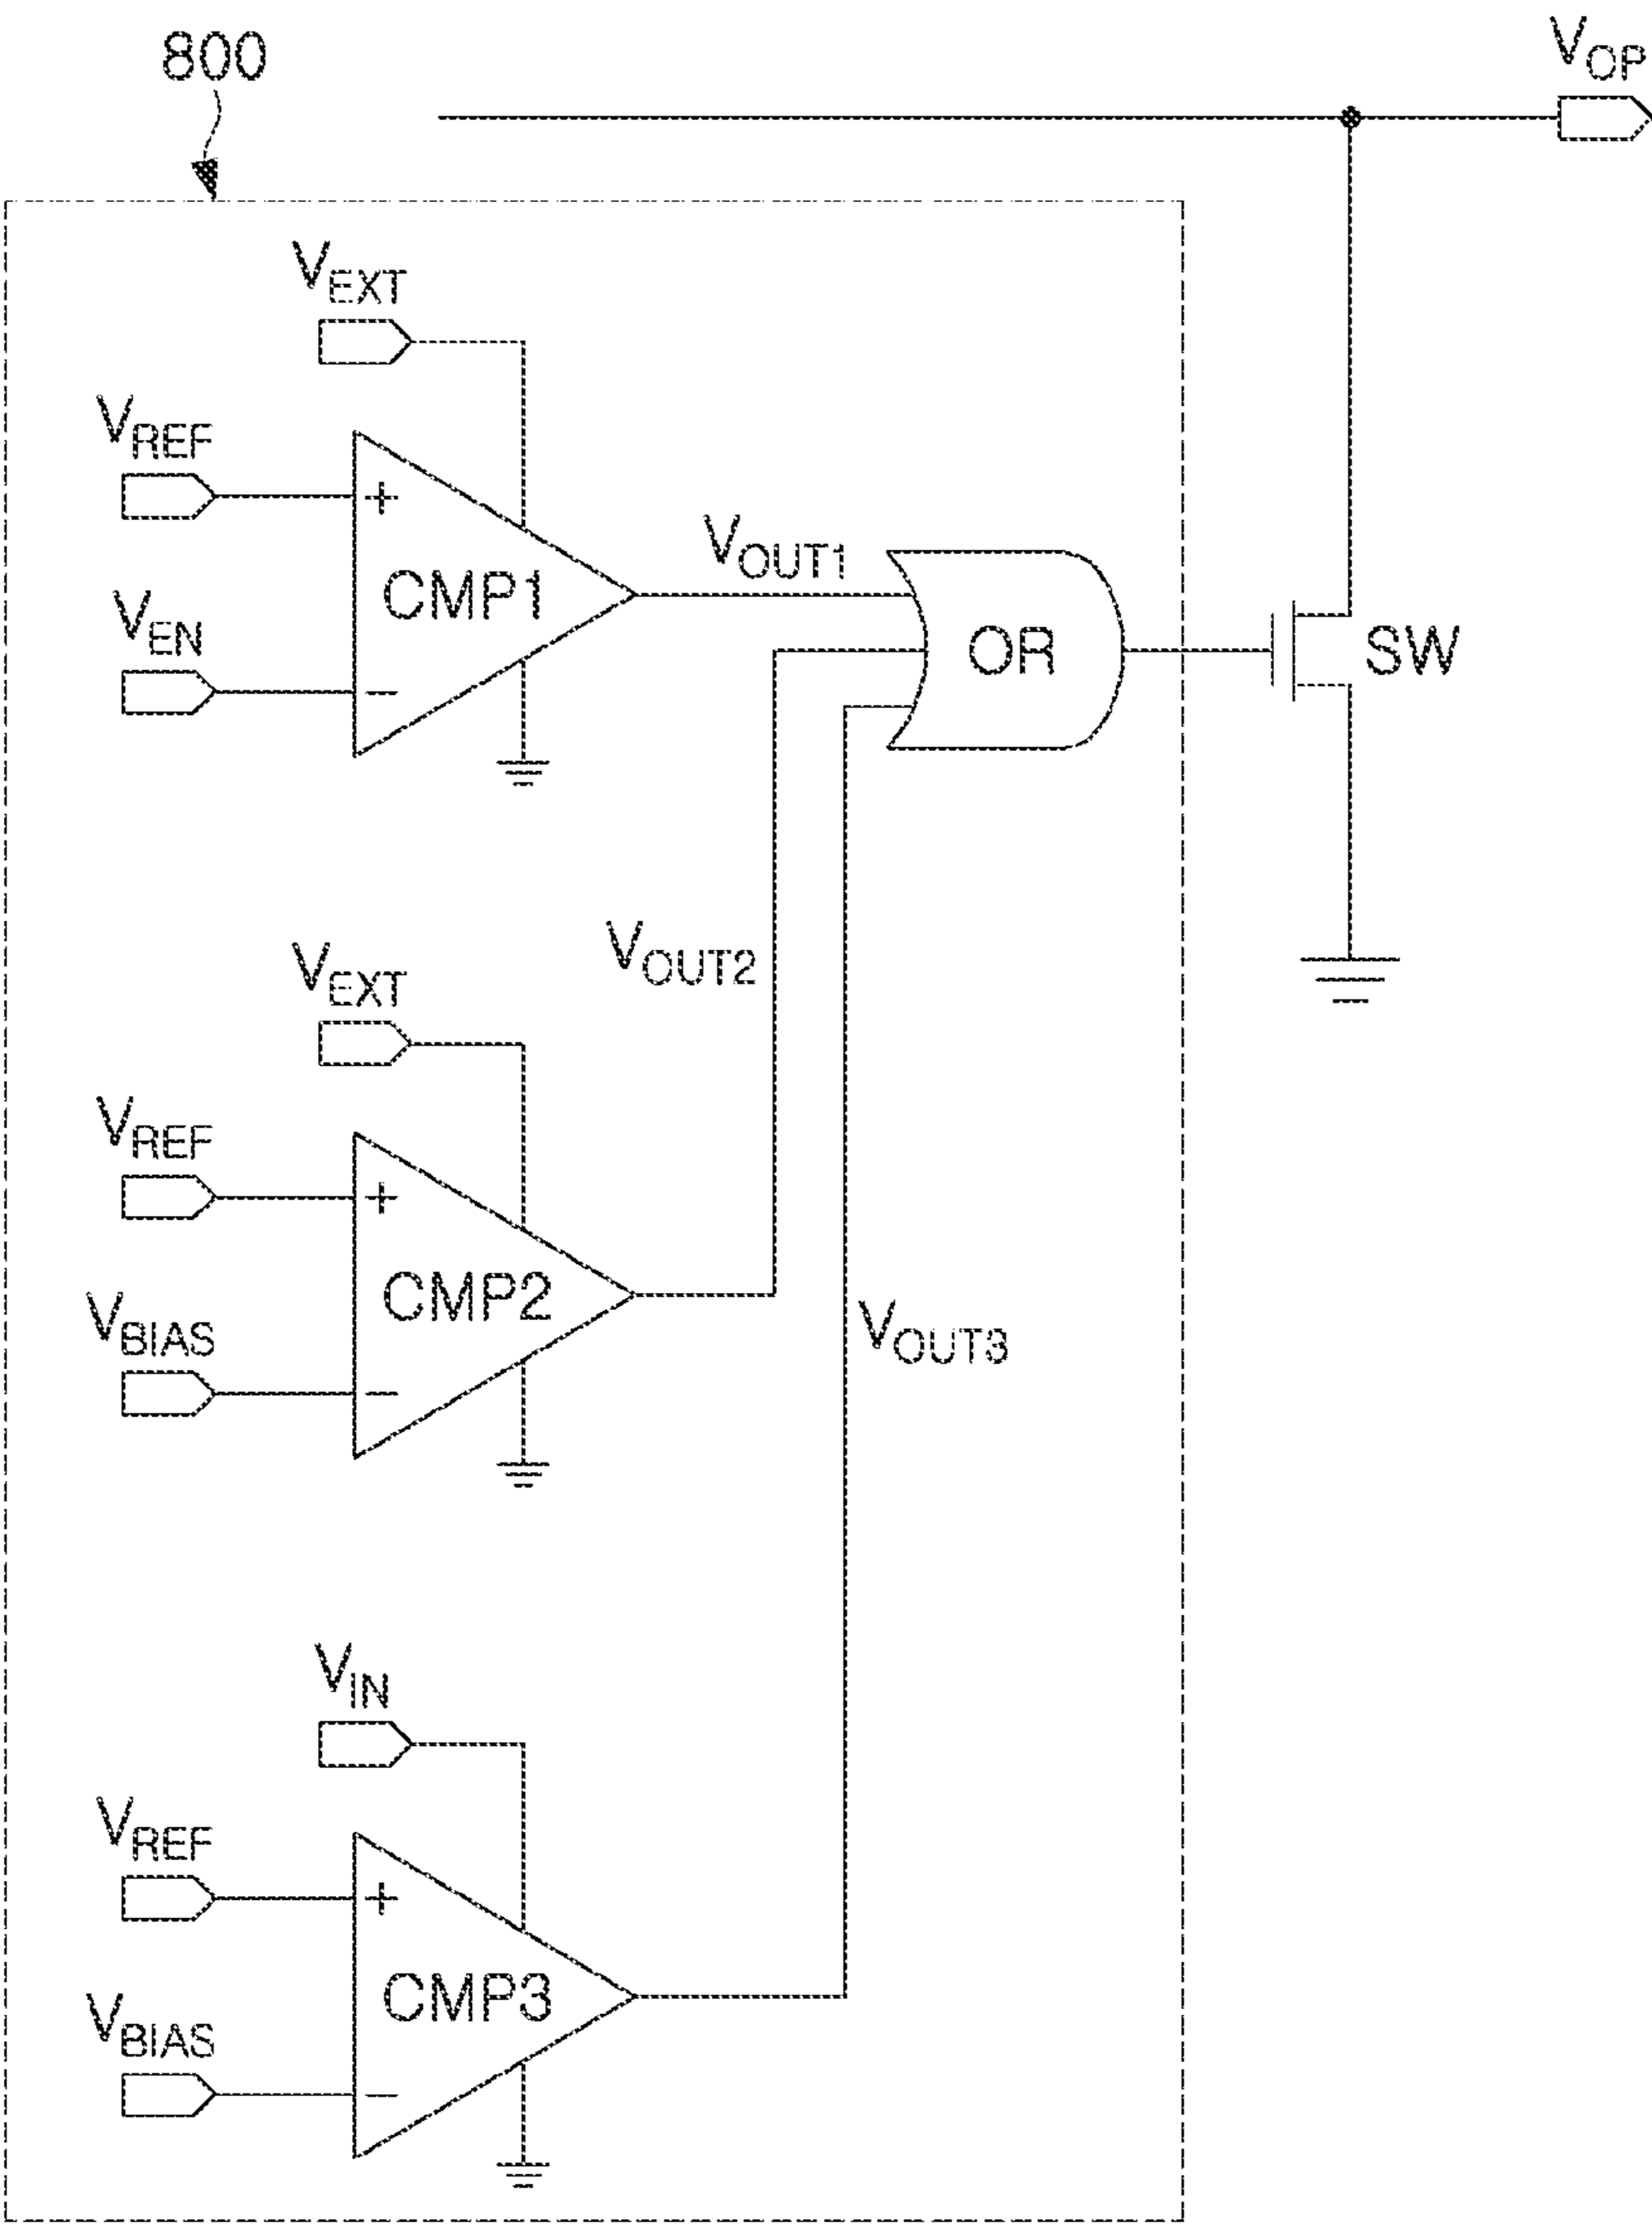 800
VOP
VEXT
VREF
+
CMP1
VEN
−
VOUT1
OR
SW
VEXT
VOUT2
VREF
+
CMP2
VBIAS
−
VOUT3
VIN
VREF
+
CMP3
VBIAS
−